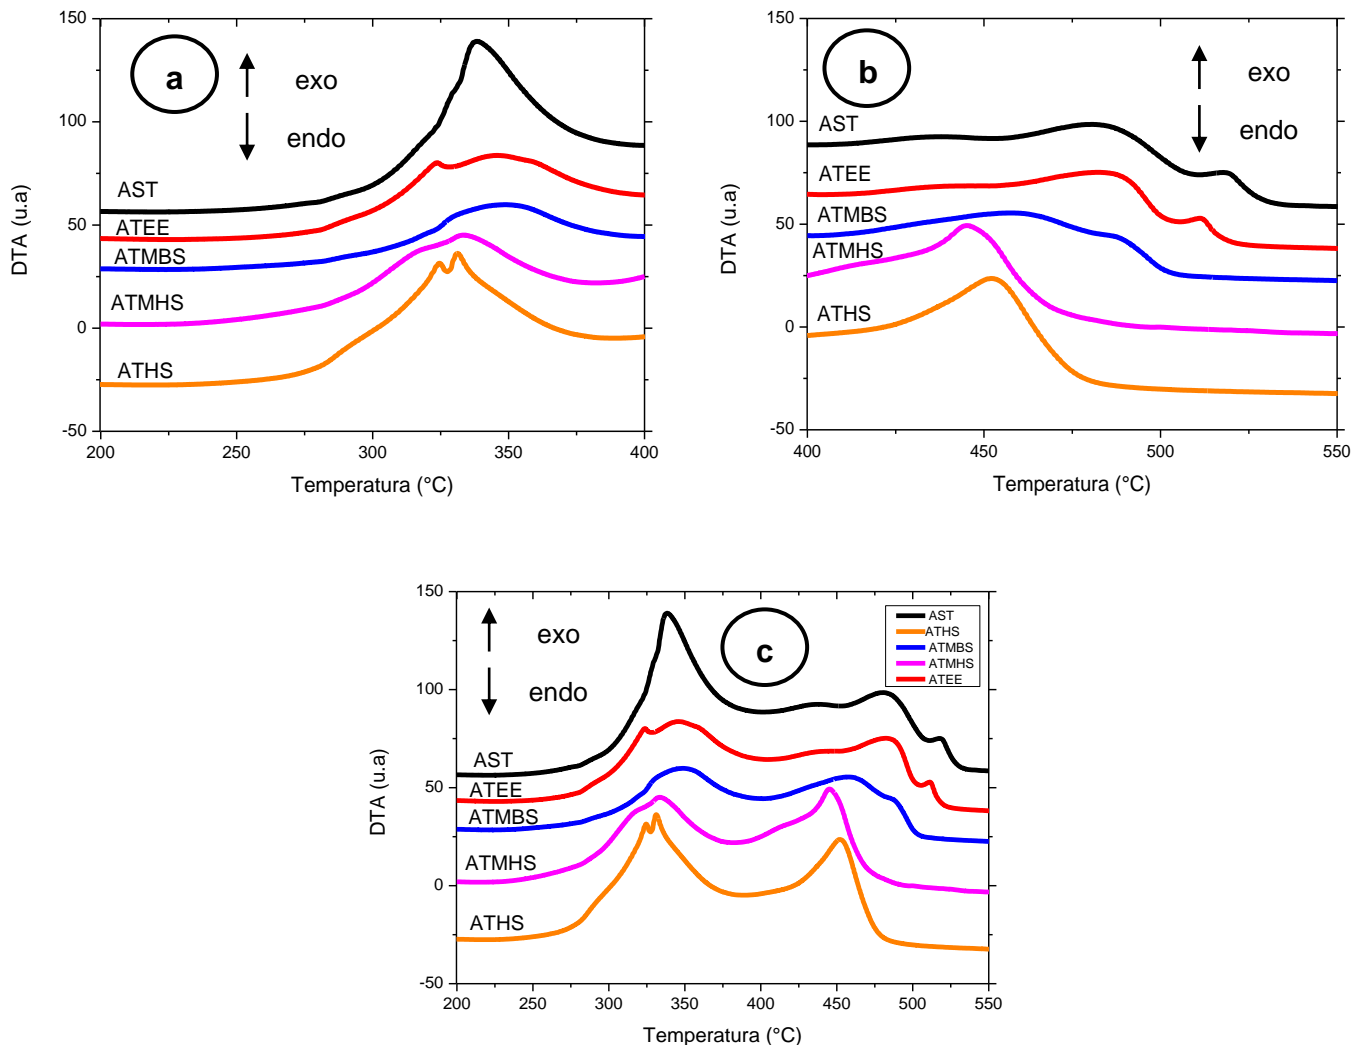 150
100
50
0
-50
DTA (u.a)
a
exo
endo
AST
ATEE
ATMBS
ATMHS
ATHS
200
250
300
350
400
Temperatura (°C)
150
100
50
0
-50
DTA (u.a)
b
exo
endo
AST
ATEE
ATMBS
ATMHS
ATHS
400
450
500
550
Temperatura (°C)
150
100
50
0
-50
DTA (u.a)
exo
endo
c
AST
ATHS
ATMBS
ATMHS
ATEE
AST
ATEE
ATMBS
ATMHS
ATHS
200
250
300
350
400
450
500
550
Temperatura (°C)